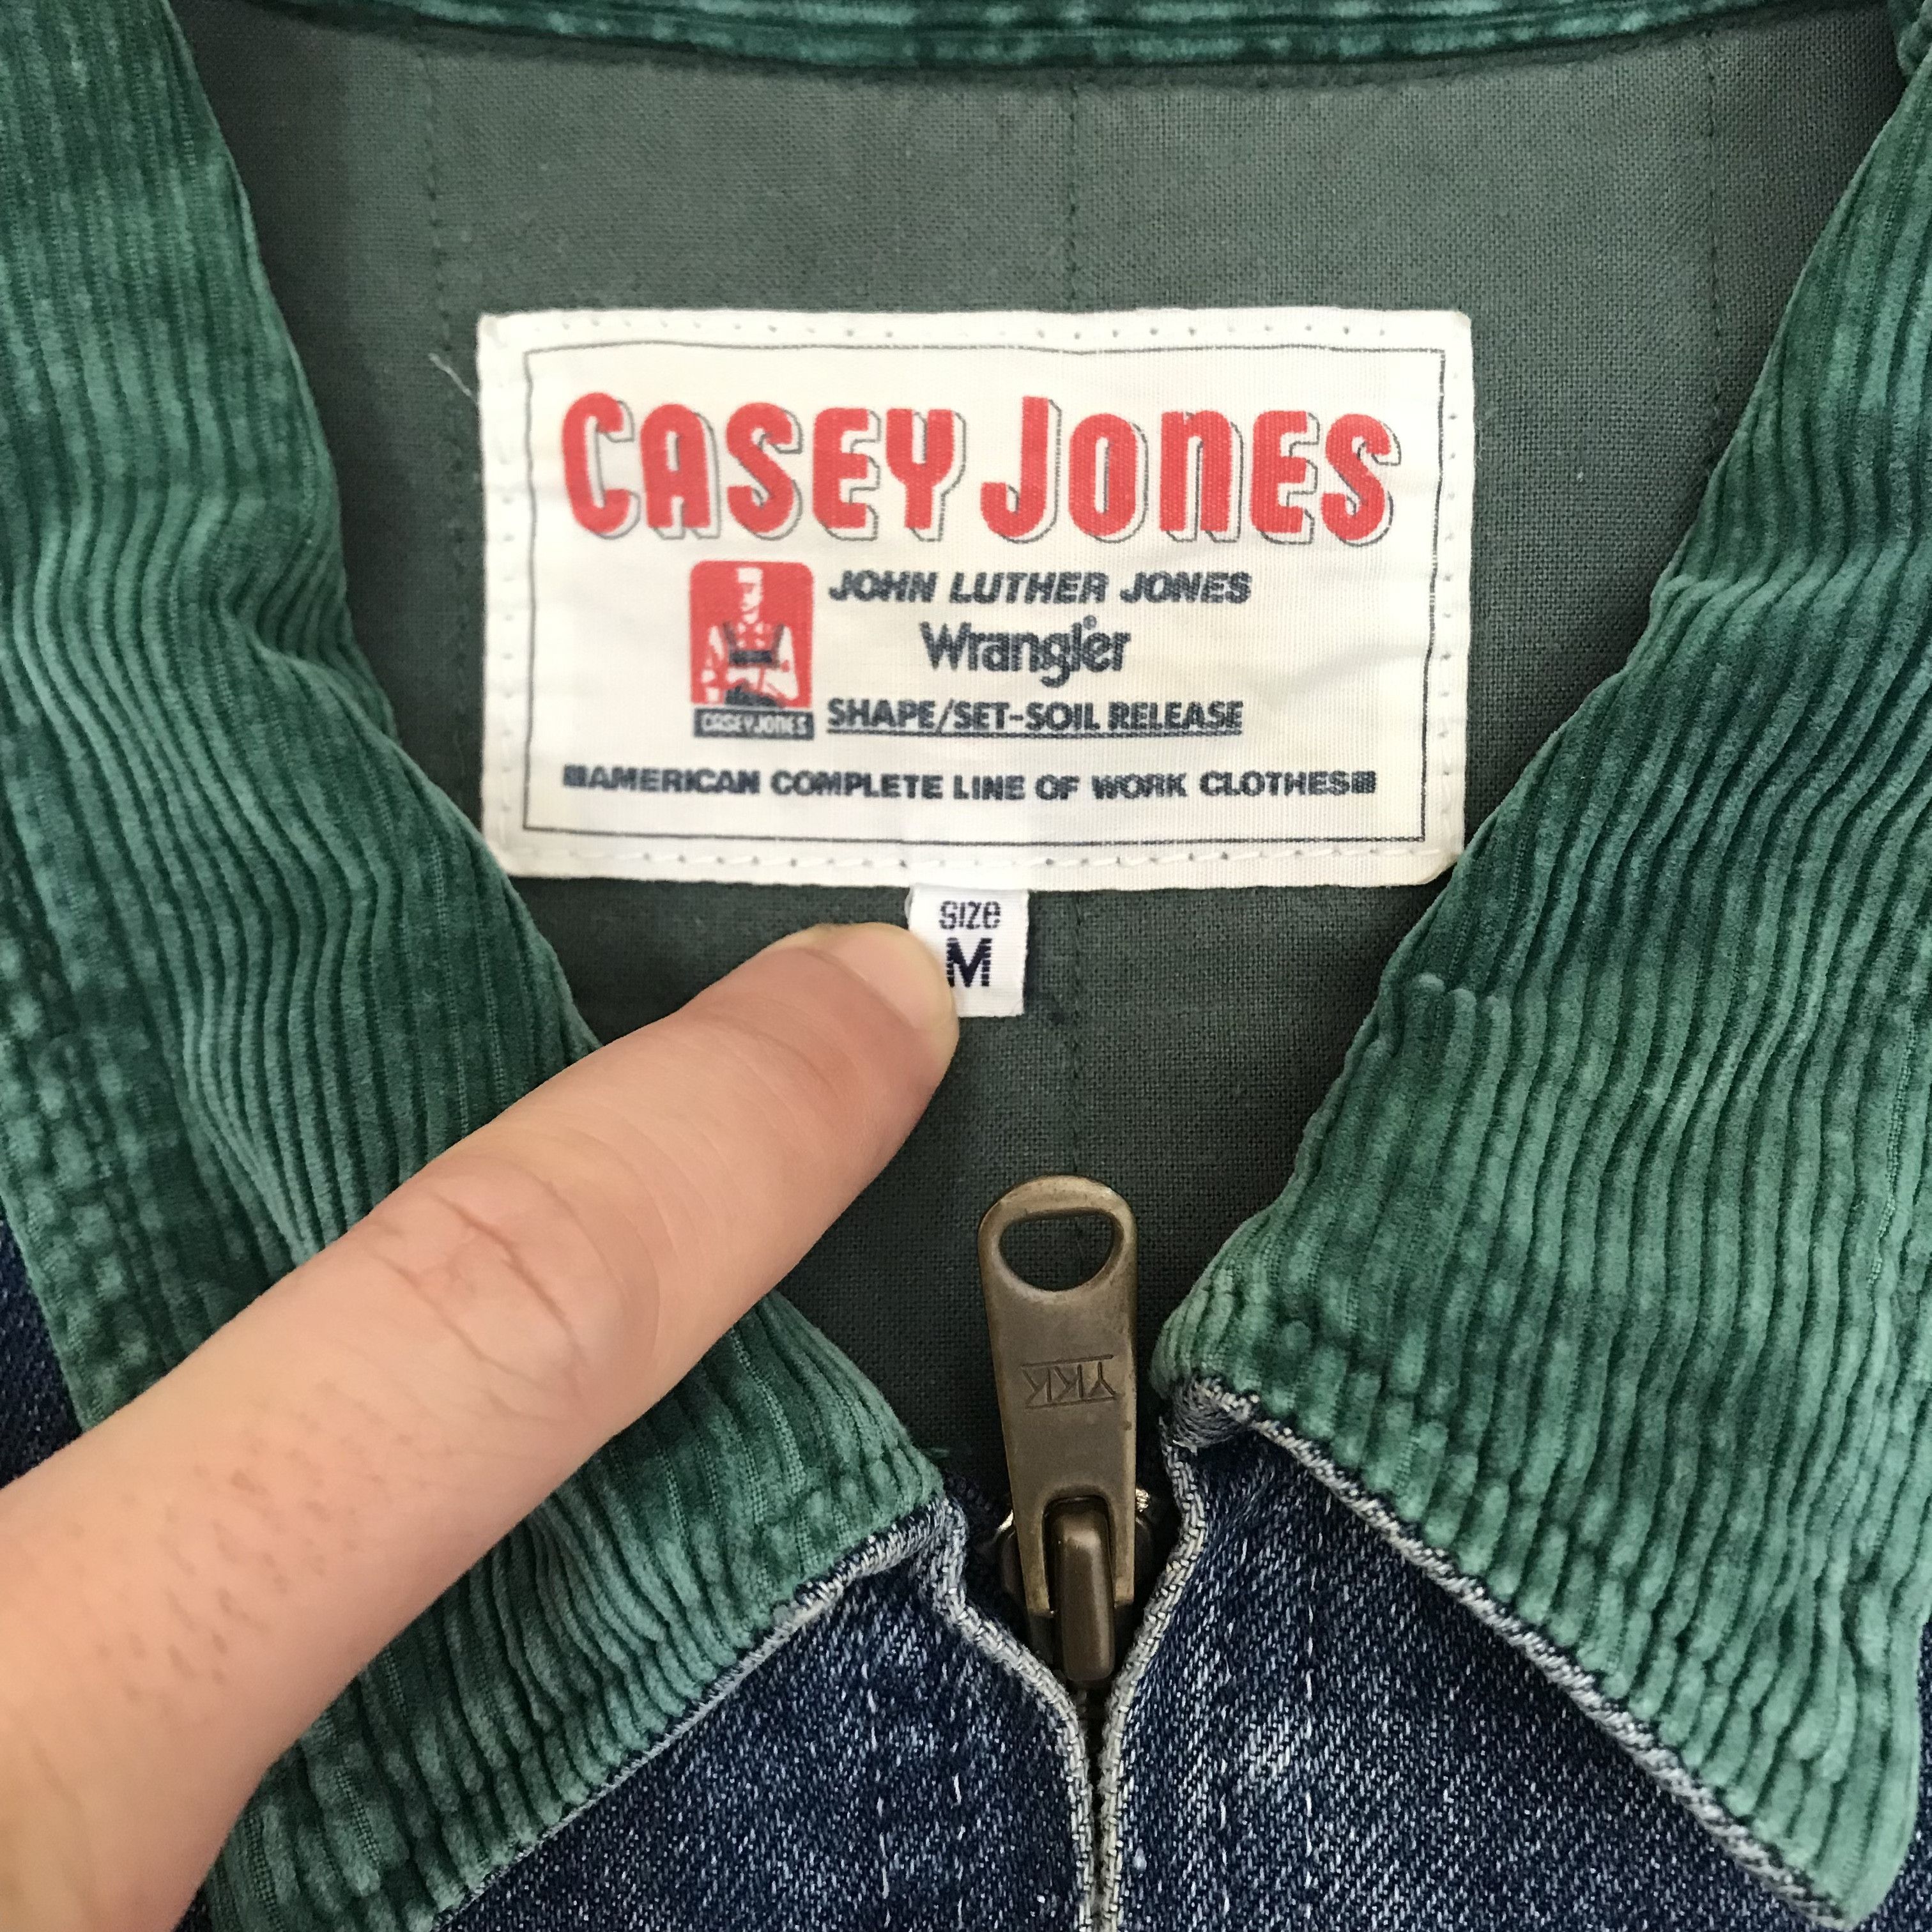 CASEY JONES
JOHN LUTHER JONES
Wrangler
CASEY JONES
SHAPE/SET-SOIL RELEASE
■AMERICAN COMPLETE LINE OF WORK CLOTHES■
SIZE
M
YKK